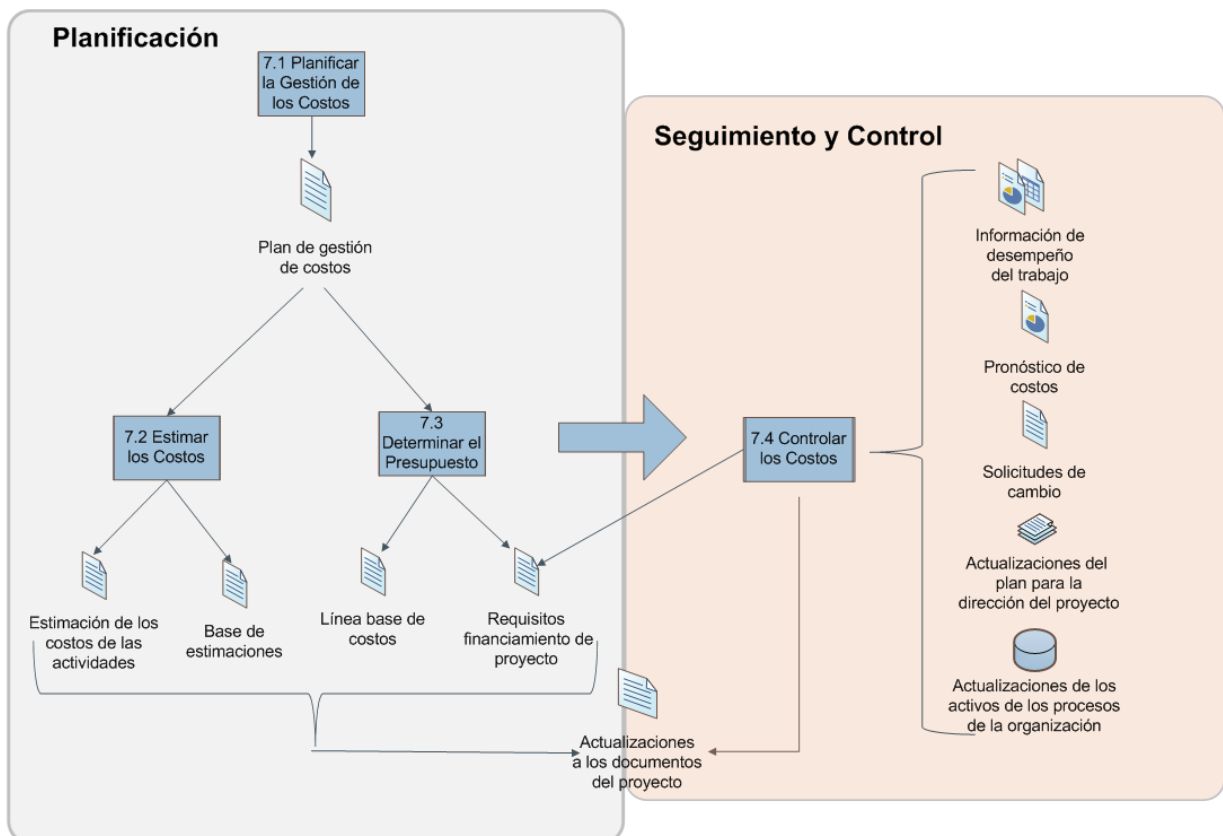 Planificación
7.1 Planificar
la Gestión de
los Costos
Plan de gestión
de costos
7.2 Estimar
los Costos
7.3
Determinar el
Presupuesto
Estimación de los
costos de las
actividades
Base de
estimaciones
Línea base de
costos
Requisitos
financiamiento de
proyecto
Actualizaciones
a los documentos
del proyecto
Seguimiento y Control
7.4 Controlar
los Costos
Información de
desempeño
del trabajo
Pronóstico de
costos
Solicitudes de
cambio
Actualizaciones del
plan para la
dirección del proyecto
Actualizaciones de los
activos de los procesos
de la organización